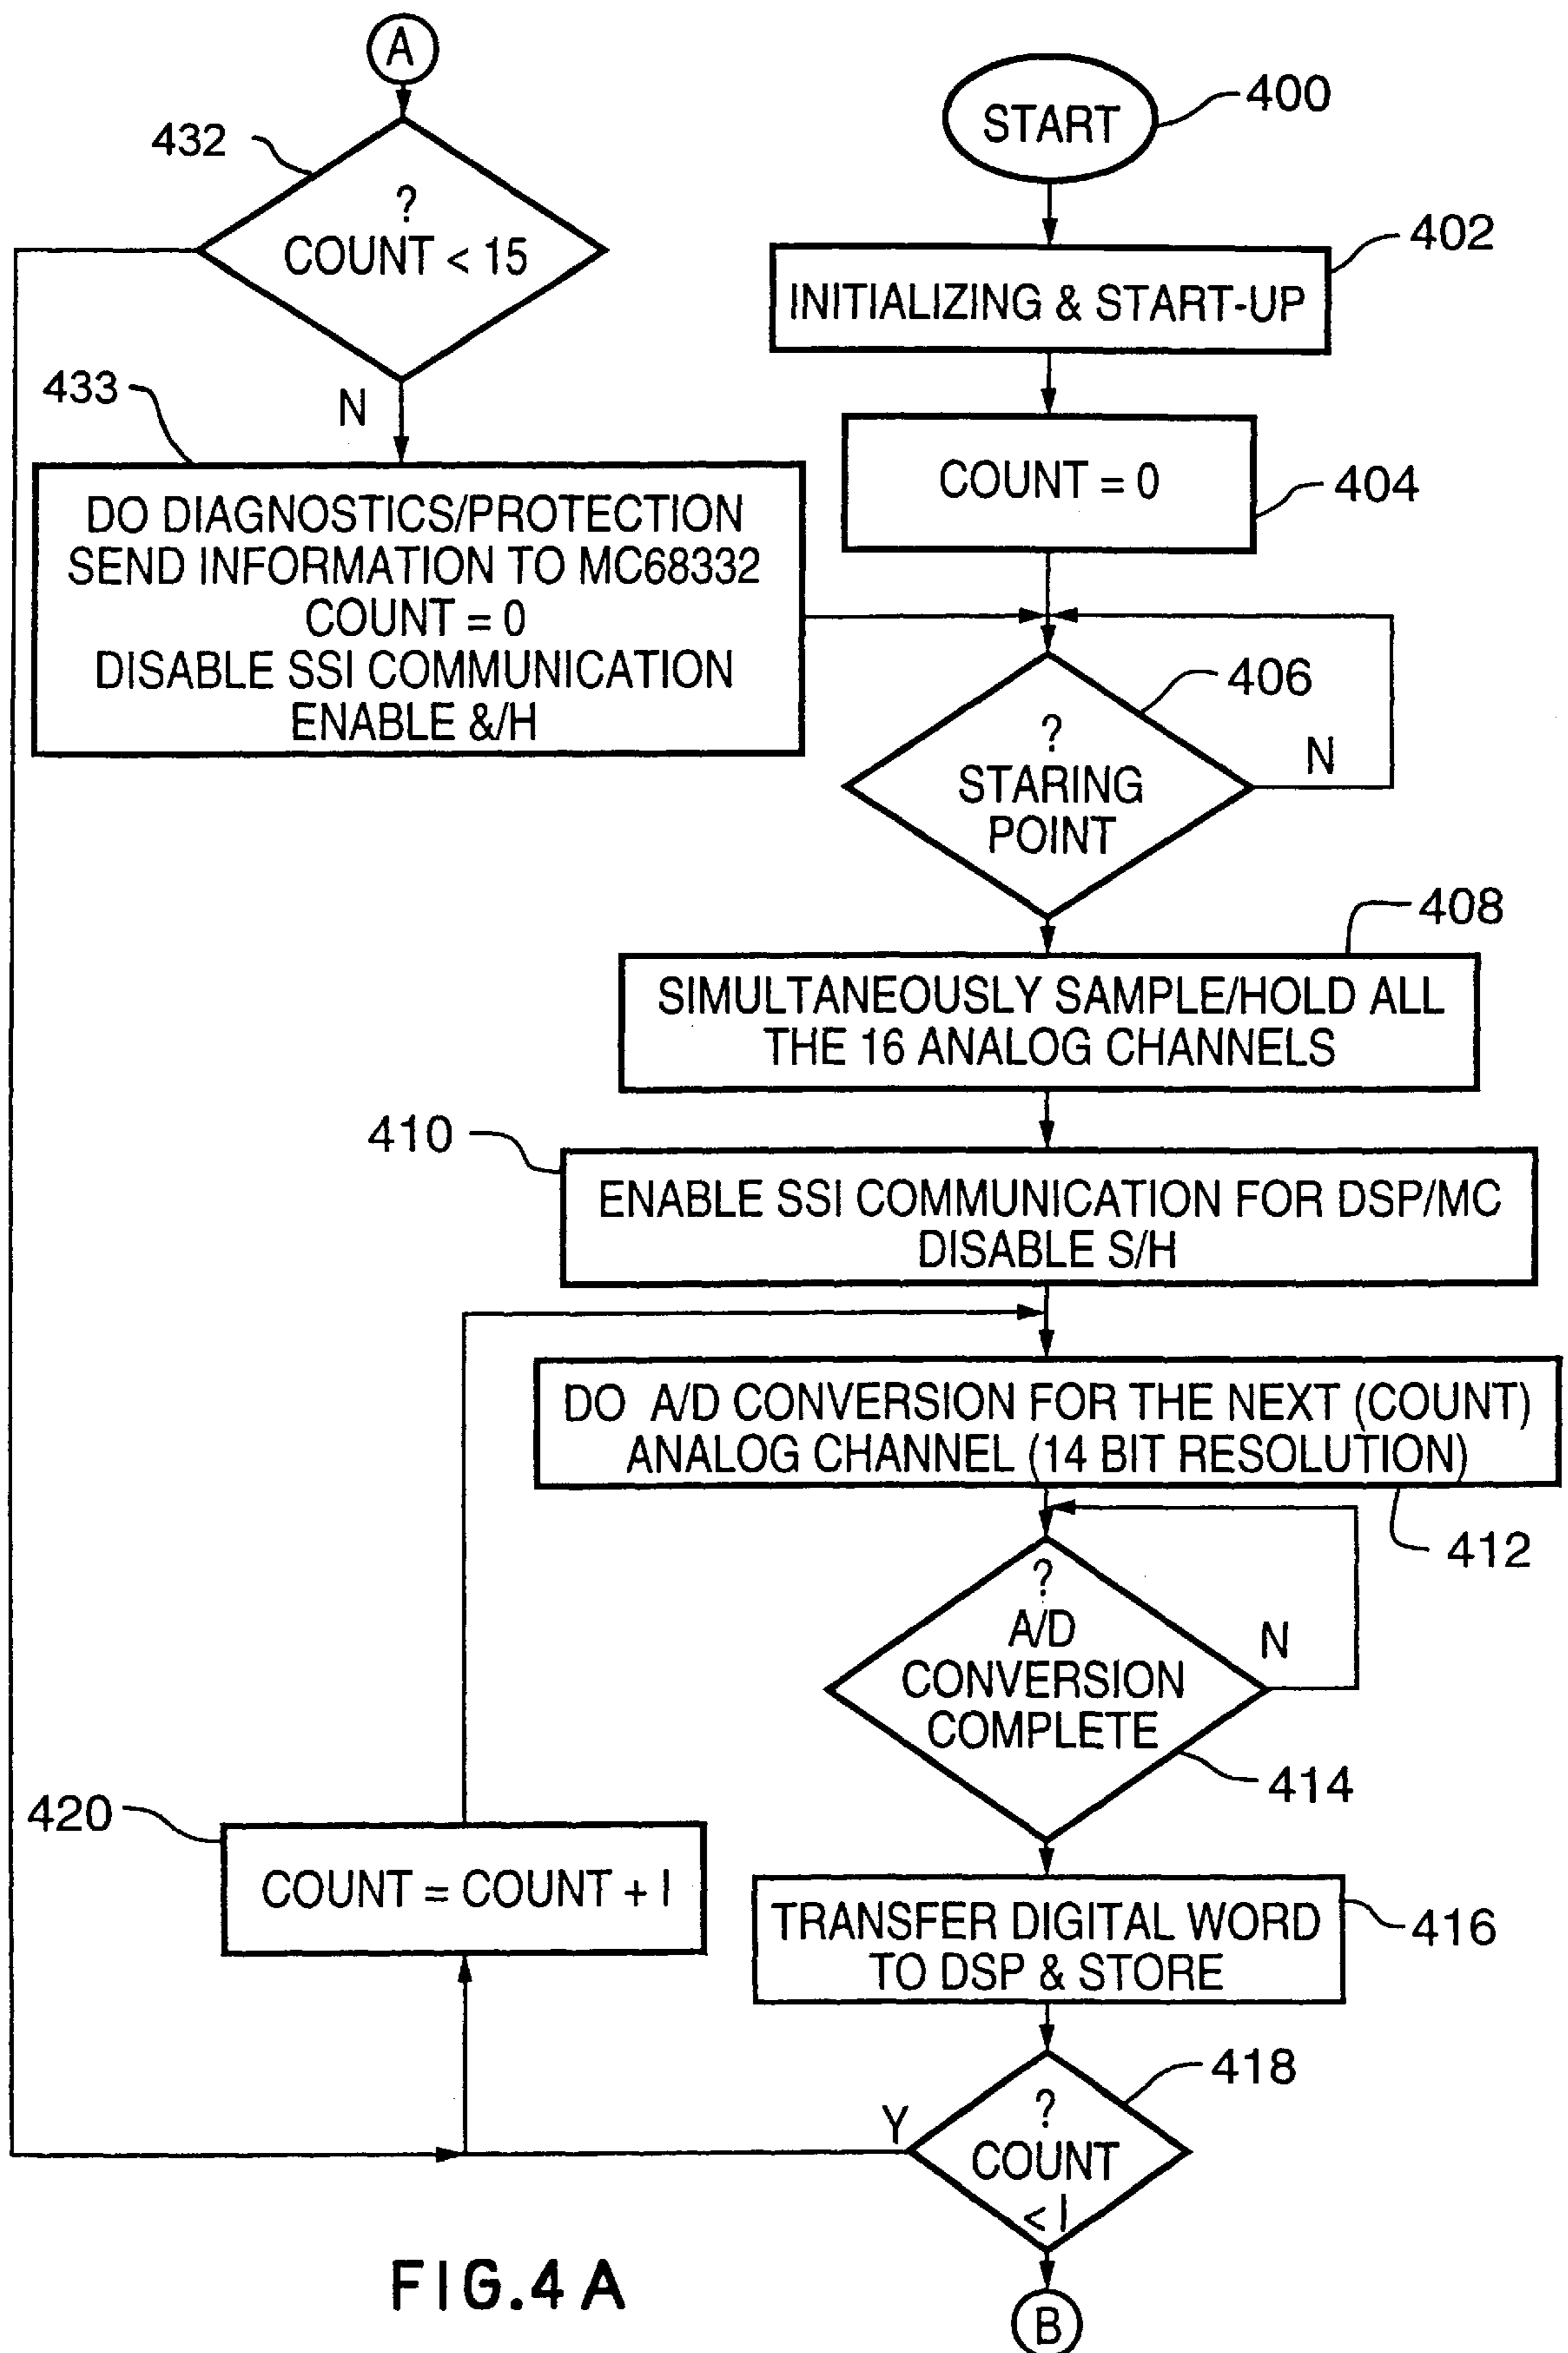 A
432
?
COUNT < 15
N
433
DO DIAGNOSTICS/PROTECTION
SEND INFORMATION TO MC68332
COUNT = 0
DISABLE SSI COMMUNICATION
ENABLE &/H
START
400
INITIALIZING & START-UP
402
COUNT = 0
404
406
?
STARING
POINT
N
408
SIMULTANEOUSLY SAMPLE/HOLD ALL
THE 16 ANALOG CHANNELS
410
ENABLE SSI COMMUNICATION FOR DSP/MC
DISABLE S/H
DO A/D CONVERSION FOR THE NEXT (COUNT)
ANALOG CHANNEL (14 BIT RESOLUTION)
412
?
A/D
CONVERSION
COMPLETE
N
414
420
COUNT = COUNT + I
TRANSFER DIGITAL WORD
TO DSP & STORE
416
418
?
COUNT
< I
Y
B
FIG.4A